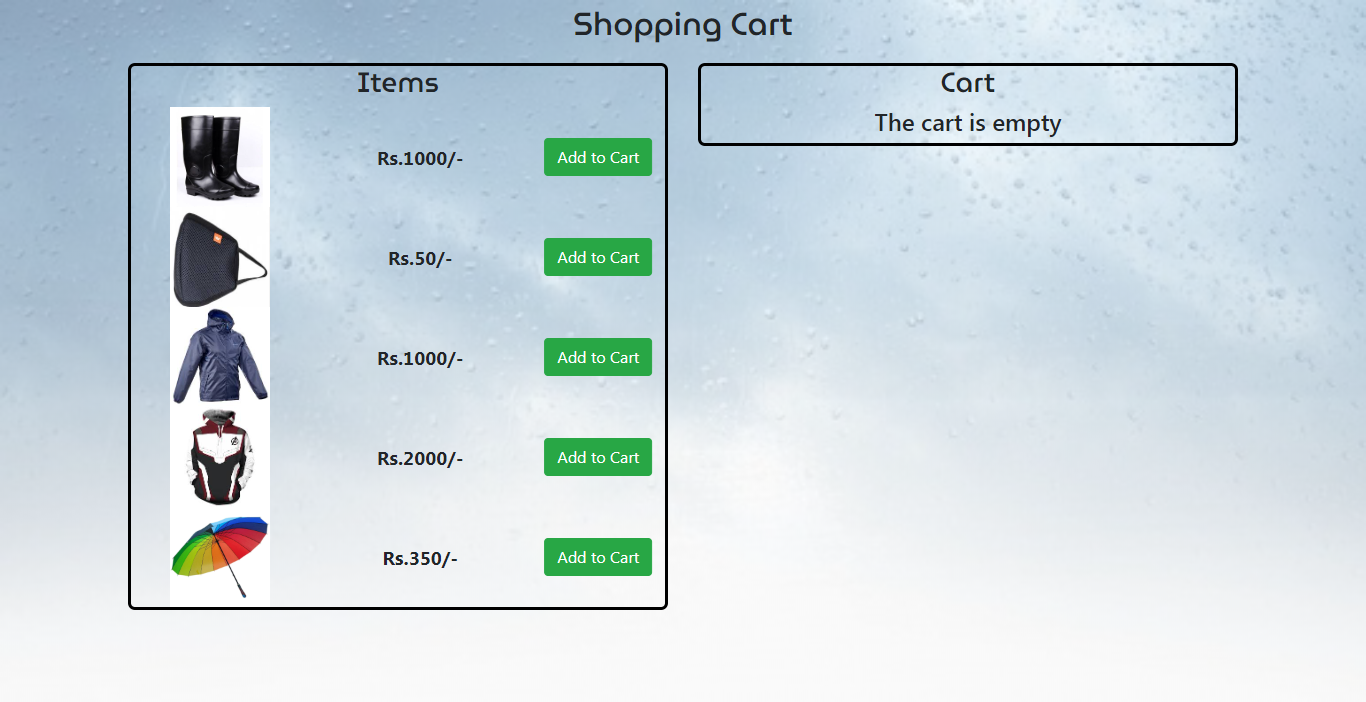 Shopping Cart
Items
Cart
The cart is empty
Rs.1000/-
Add to Cart
Rs.50/-
Add to Cart
Rs.1000/-
Add to Cart
Rs.2000/-
Add to Cart
Rs.350/-
Add to Cart